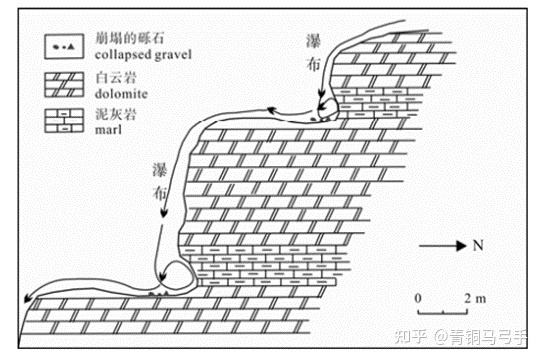 崩塌的砾石
collapsed gravel
白云岩
dolomite
泥灰岩
marl
瀑布
瀑布
N
0 2 m
知乎 @青铜马弓手